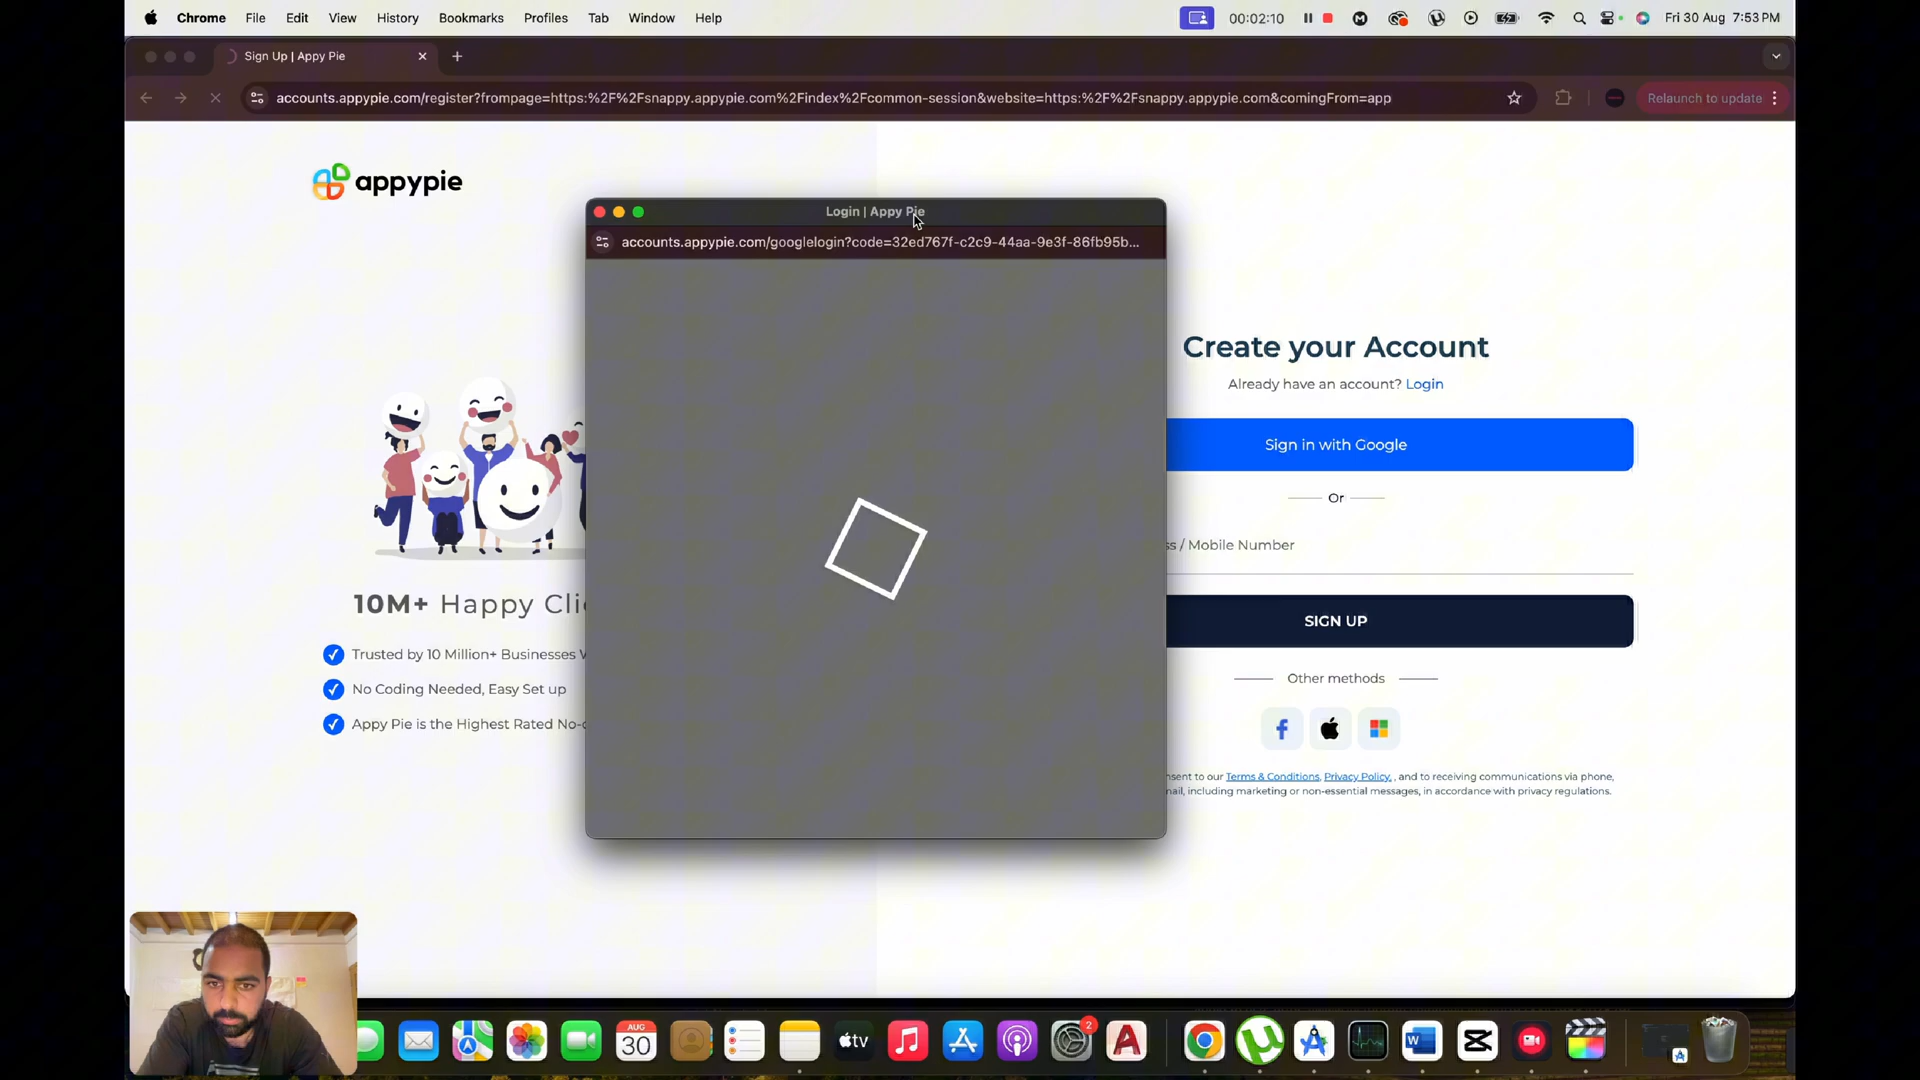 Chrome File Edit View History Bookmarks Profiles Tab Window Help 00:02:10 Fri 30 Aug 7:53 PM
Sign Up | Appy Pie
accounts.appypie.com/register?frompage=https:%2F%2Fsnappy.appypie.com%2Findex%2Fcommon-session&website=https:%2F%2Fsnappy.appypie.com&comingFrom=app
Relaunch to update
appypie
Login | Appy Pie
accounts.appypie.com/googlelogin?code=32ed767f-c2c9-44aa-9e3f-86fb95b...
10M+ Happy Clie
Trusted by 10 Million+ Businesses W
No Coding Needed, Easy Set up
Appy Pie is the Highest Rated No-c
Create your Account
Already have an account? Login
Sign in with Google
Or
ss / Mobile Number
SIGN UP
Other methods
nsent to our Terms & Conditions, Privacy Policy, , and to receiving communications via phone,
nail, including marketing or non-essential messages, in accordance with privacy regulations.
AUG
30
tv
2